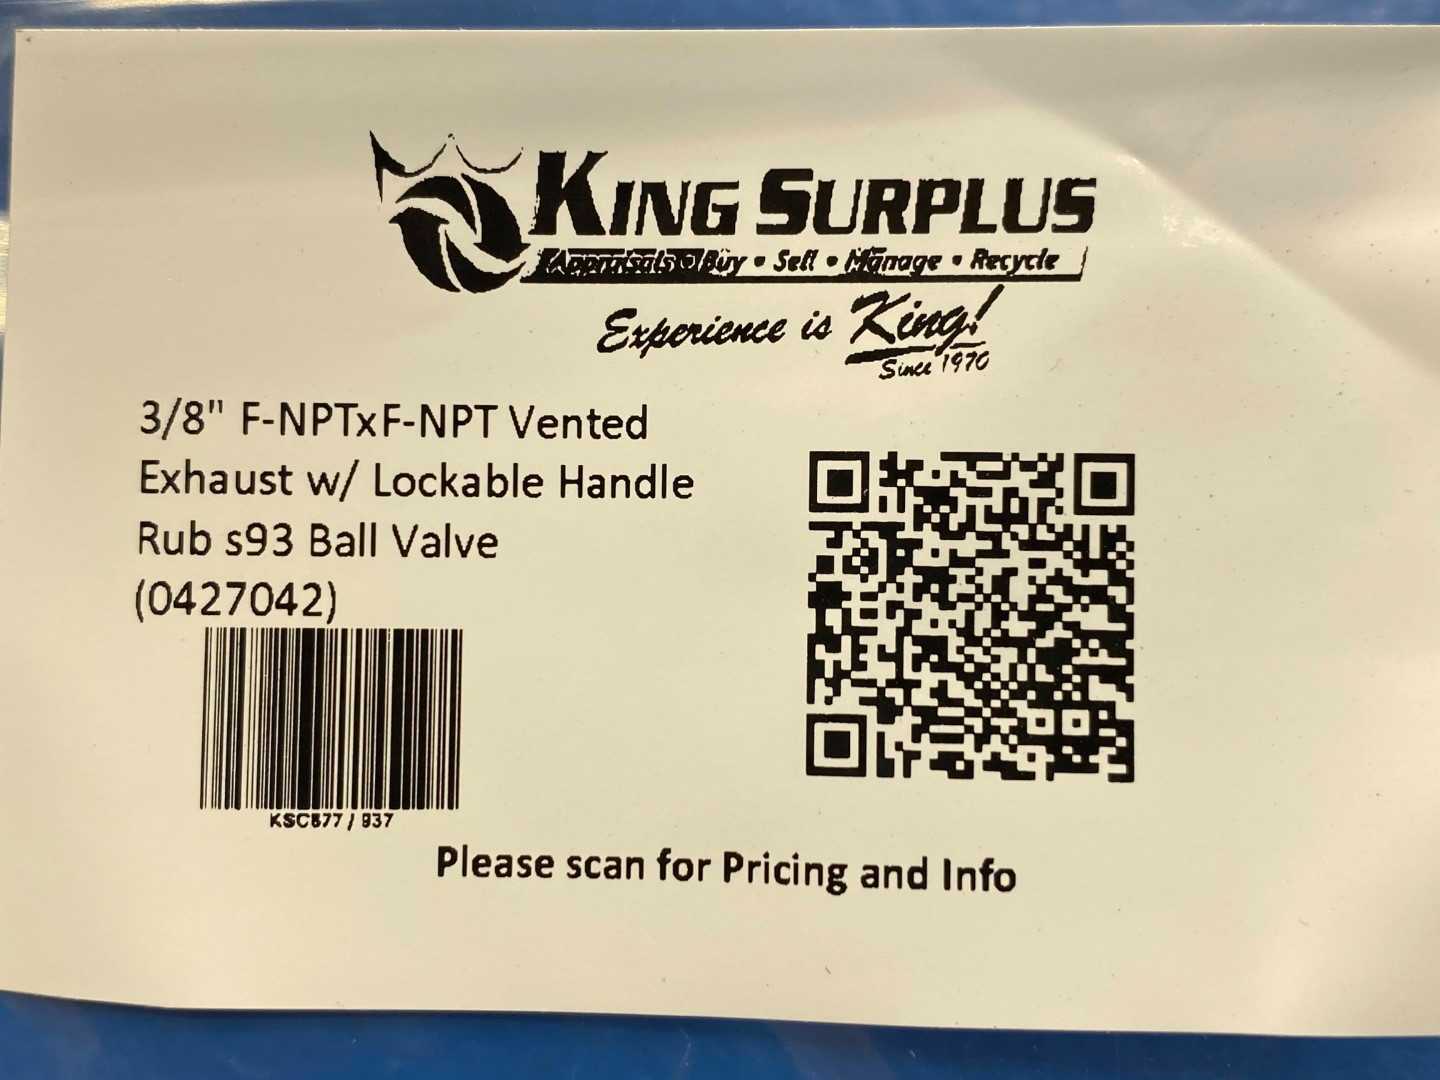 KING SURPLUS
Appraisals • Buy • Sell • Manage • Recycle
Experience is King!
Since 1970
3/8" F-NPTxF-NPT Vented
Exhaust w/ Lockable Handle
Rub s93 Ball Valve
(0427042)
KSC577 / 937
Please scan for Pricing and Info